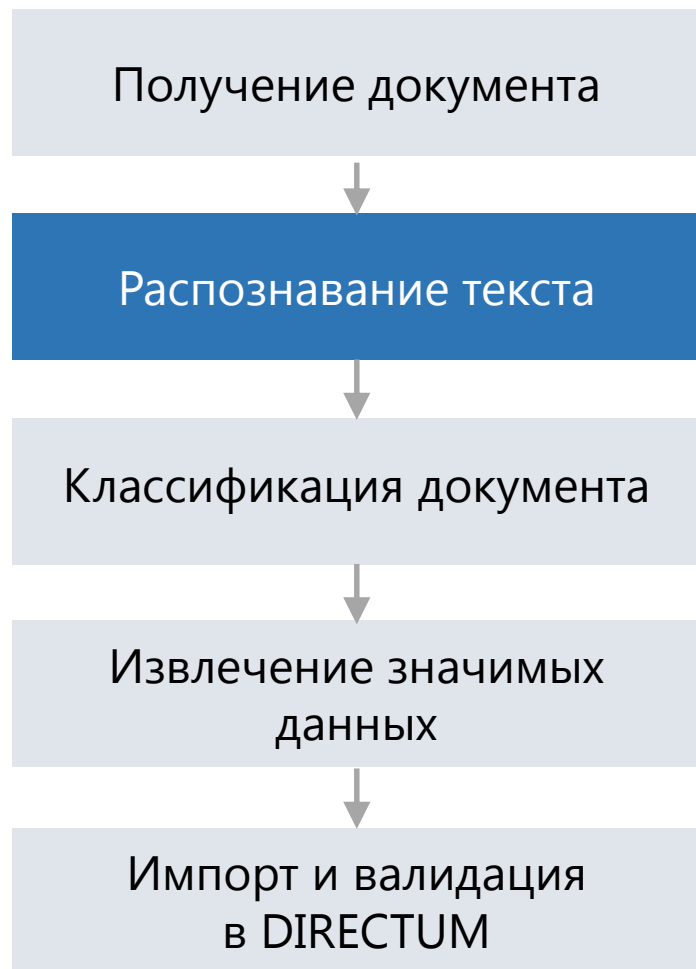 Получение документа
Распознавание текста
Классификация документа
Извлечение значимых
данных
Импорт и валидация
в DIRECTUM